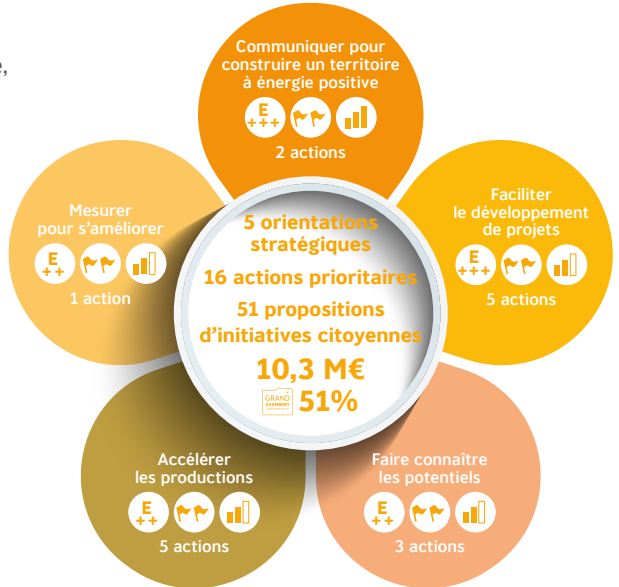 e,
Communiquer pour
construire un territoire
à énergie positive
E
+++
2 actions
Mesurer
pour s’améliorer
E
++
1 action
Faciliter
le développement
de projets
E
+++
5 actions
5 orientations
stratégiques
16 actions prioritaires
51 propositions
d’initiatives citoyennes
10,3 M€
GRAND
CHAMBÉRY
51%
Accélérer
les productions
E
++
5 actions
Faire connaître
les potentiels
E
++
3 actions